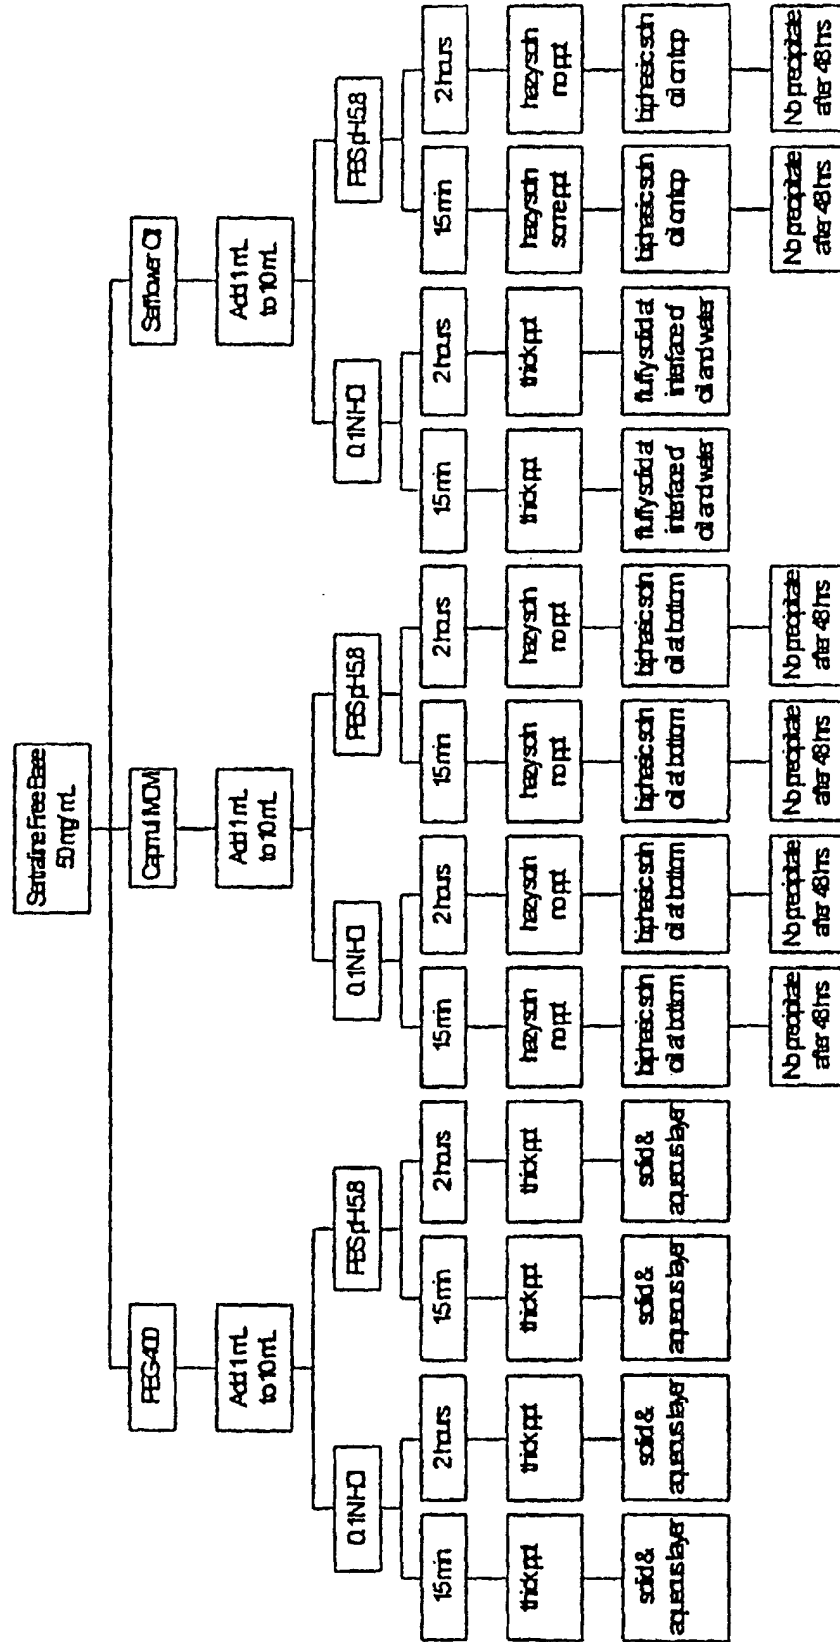 Sertraline Free Base
50 mg/mL
PEG400
Capmul MCM
Safflower Oil
Add 1 mL
to 10 mL
Add 1 mL
to 10 mL
Add 1 mL
to 10 mL
0.1N HCl
PBS pH 5.8
0.1N HCl
PBS pH 5.8
0.1N HCl
PBS pH 5.8
15 min
2 hours
15 min
2 hours
15 min
2 hours
15 min
2 hours
15 min
2 hours
15 min
2 hours
thick ppt
thick ppt
thick ppt
thick ppt
hazy soln
no ppt
hazy soln
no ppt
hazy soln
no ppt
hazy soln
no ppt
thick ppt
thick ppt
hazy soln
some ppt
hazy soln
no ppt
solid &
aqueous layer
solid &
aqueous layer
solid &
aqueous layer
solid &
aqueous layer
biphasic soln
oil at bottom
biphasic soln
oil at bottom
biphasic soln
oil at bottom
biphasic soln
oil at bottom
fluffy solid at
interface of
oil and water
fluffy solid at
interface of
oil and water
biphasic soln
oil on top
biphasic soln
oil on top
No precipitate
after 48 hrs
No precipitate
after 48 hrs
No precipitate
after 48 hrs
No precipitate
after 48 hrs
No precipitate
after 48 hrs
No precipitate
after 48 hrs